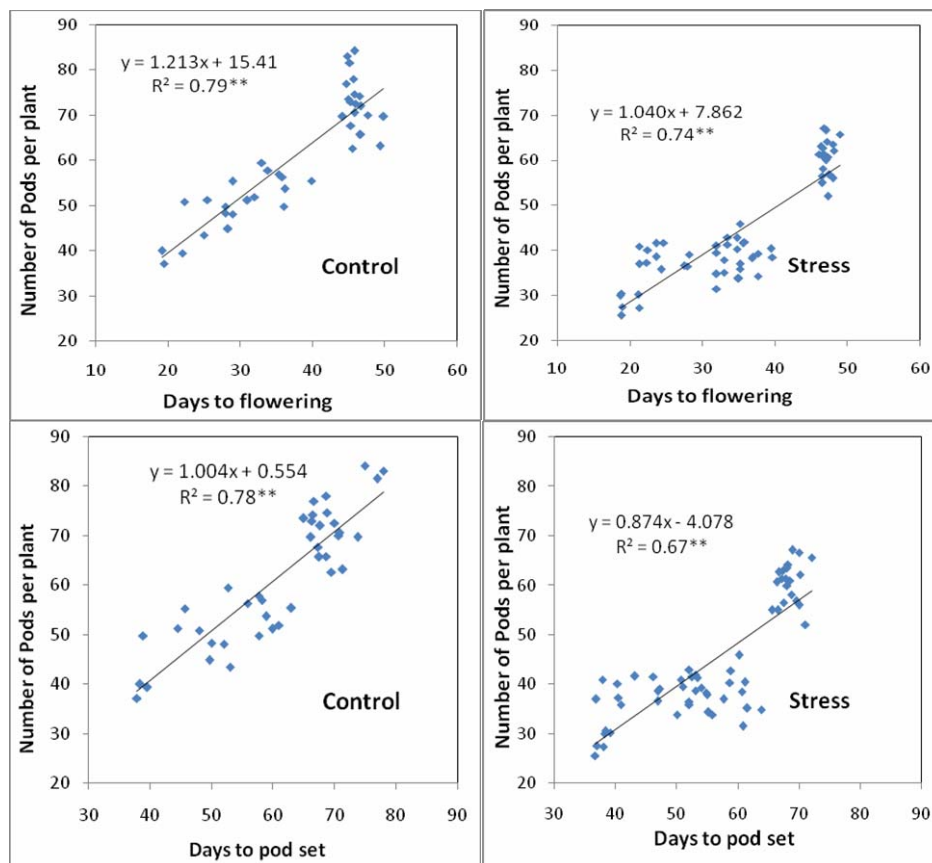 90
80
70
60
50
40
30
20
Number of Pods per plant
y = 1.213x + 15.41
R² = 0.79**
Control
10 20 30 40 50 60
Days to flowering
90
80
70
60
50
40
30
20
Number of Pods per plant
y = 1.040x + 7.862
R² = 0.74**
Stress
10 20 30 40 50 60
Days to flowering
90
80
70
60
50
40
30
20
Number of Pods per plant
y = 1.004x + 0.554
R² = 0.78**
Control
30 40 50 60 70 80 90
Days to pod set
90
80
70
60
50
40
30
20
Number of Pods per plant
y = 0.874x - 4.078
R² = 0.67**
Stress
30 40 50 60 70 80 90
Days to pod set